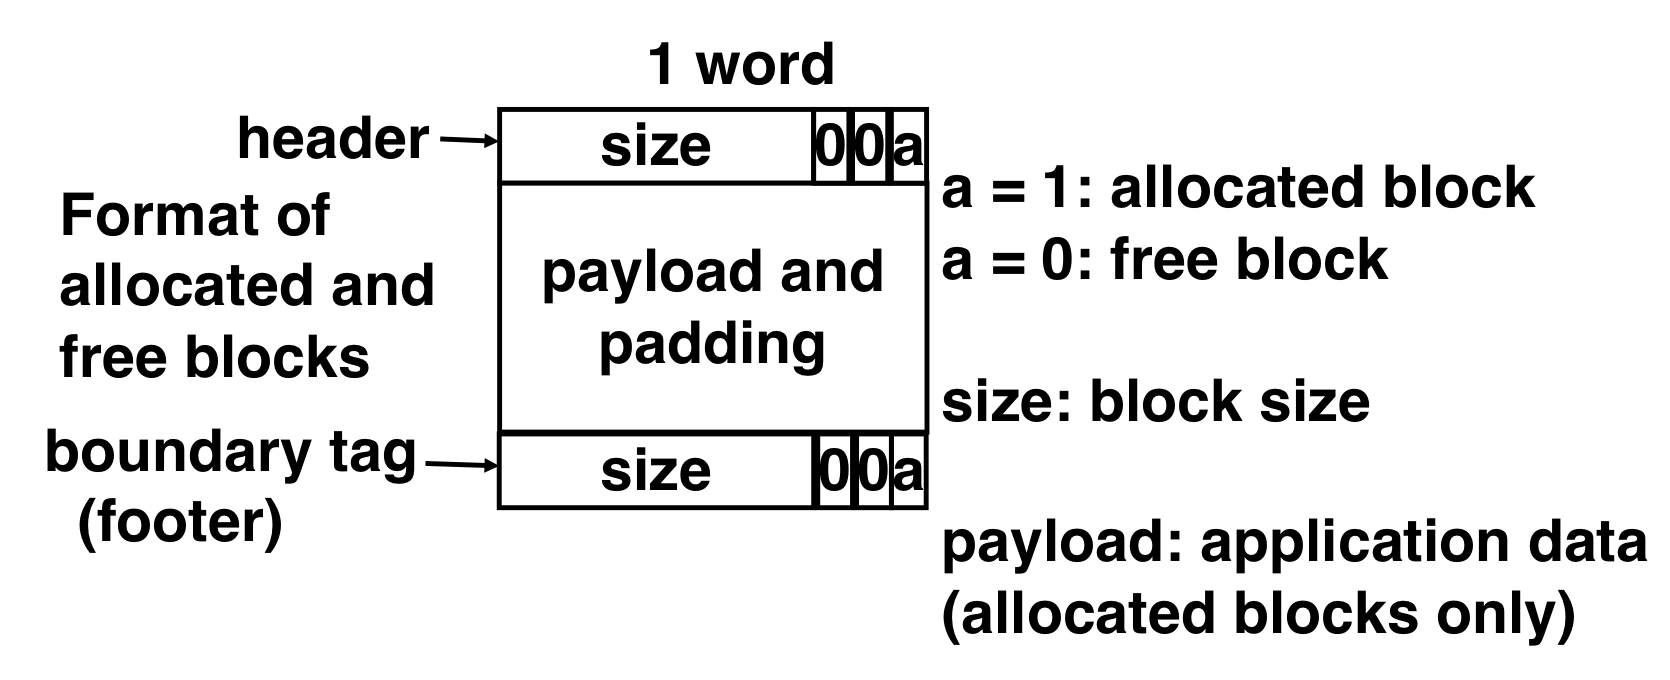 1 word
header
size 0 0 a
Format of
allocated and
free blocks
payload and
padding
a = 1: allocated block
a = 0: free block
size: block size
boundary tag
(footer)
size 0 0 a
payload: application data
(allocated blocks only)